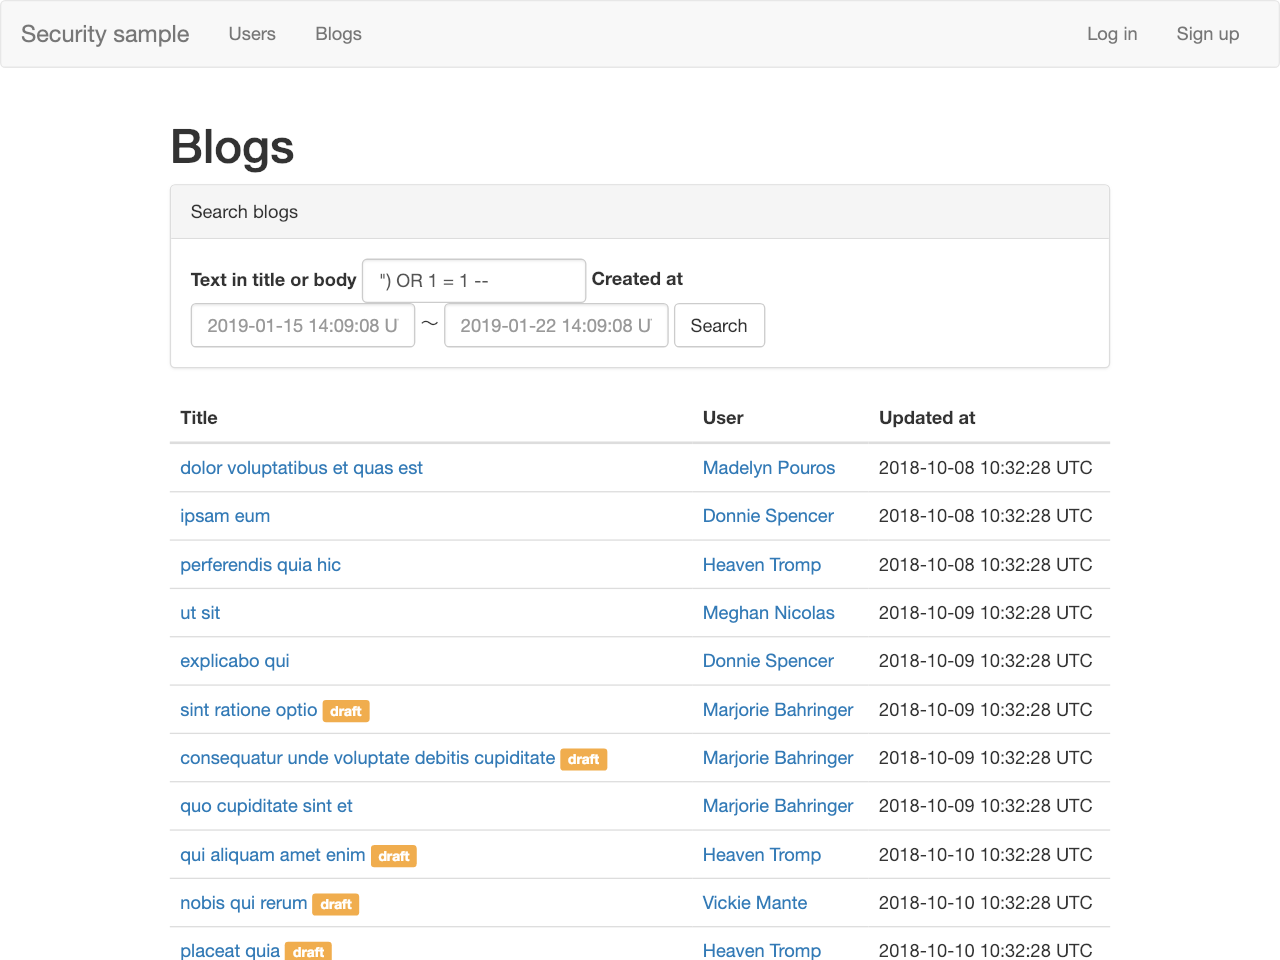 Security sample Users Blogs Log in Sign up
Blogs
Search blogs
Text in title or body ") OR 1 = 1 -- Created at
2019-01-15 14:09:08 U ～ 2019-01-22 14:09:08 U Search
Title User Updated at
dolor voluptatibus et quas est Madelyn Pouros 2018-10-08 10:32:28 UTC
ipsam eum Donnie Spencer 2018-10-08 10:32:28 UTC
perferendis quia hic Heaven Tromp 2018-10-08 10:32:28 UTC
ut sit Meghan Nicolas 2018-10-09 10:32:28 UTC
explicabo qui Donnie Spencer 2018-10-09 10:32:28 UTC
sint ratione optio draft Marjorie Bahringer 2018-10-09 10:32:28 UTC
consequatur unde voluptate debitis cupiditate draft Marjorie Bahringer 2018-10-09 10:32:28 UTC
quo cupiditate sint et Marjorie Bahringer 2018-10-09 10:32:28 UTC
qui aliquam amet enim draft Heaven Tromp 2018-10-10 10:32:28 UTC
nobis qui rerum draft Vickie Mante 2018-10-10 10:32:28 UTC
placeat quia draft Heaven Tromp 2018-10-10 10:32:28 UTC